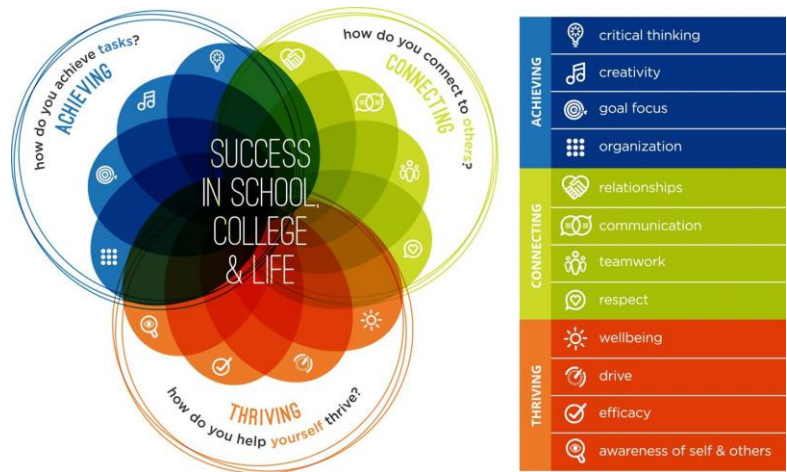 how do you achieve tasks?
ACHIEVING
how do you connect to others?
CONNECTING
SUCCESS
IN SCHOOL,
COLLEGE
& LIFE
THRIVING
how do you help yourself thrive?
ACHIEVING
critical thinking
creativity
goal focus
organization
CONNECTING
relationships
communication
teamwork
respect
THRIVING
wellbeing
drive
efficacy
awareness of self & others